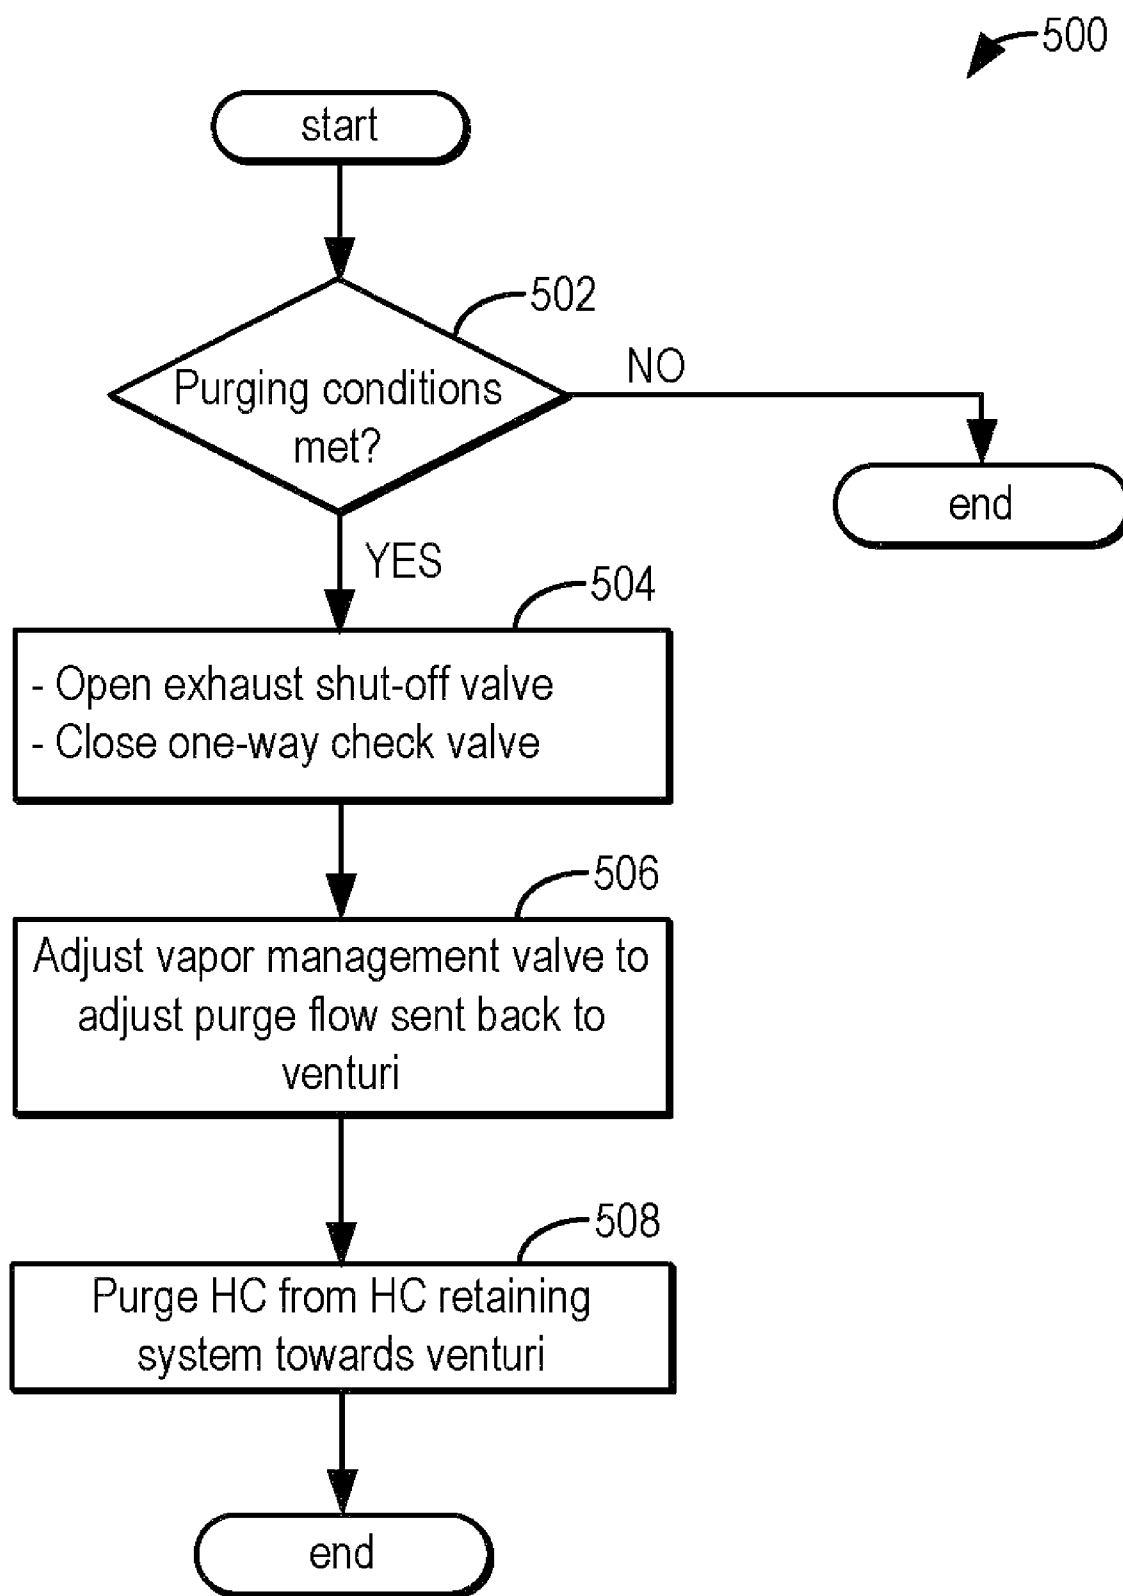 500
start
502
Purging conditions
met?
NO
end
YES
504
- Open exhaust shut-off valve
- Close one-way check valve
506
Adjust vapor management valve to
adjust purge flow sent back to
venturi
508
Purge HC from HC retaining
system towards venturi
end